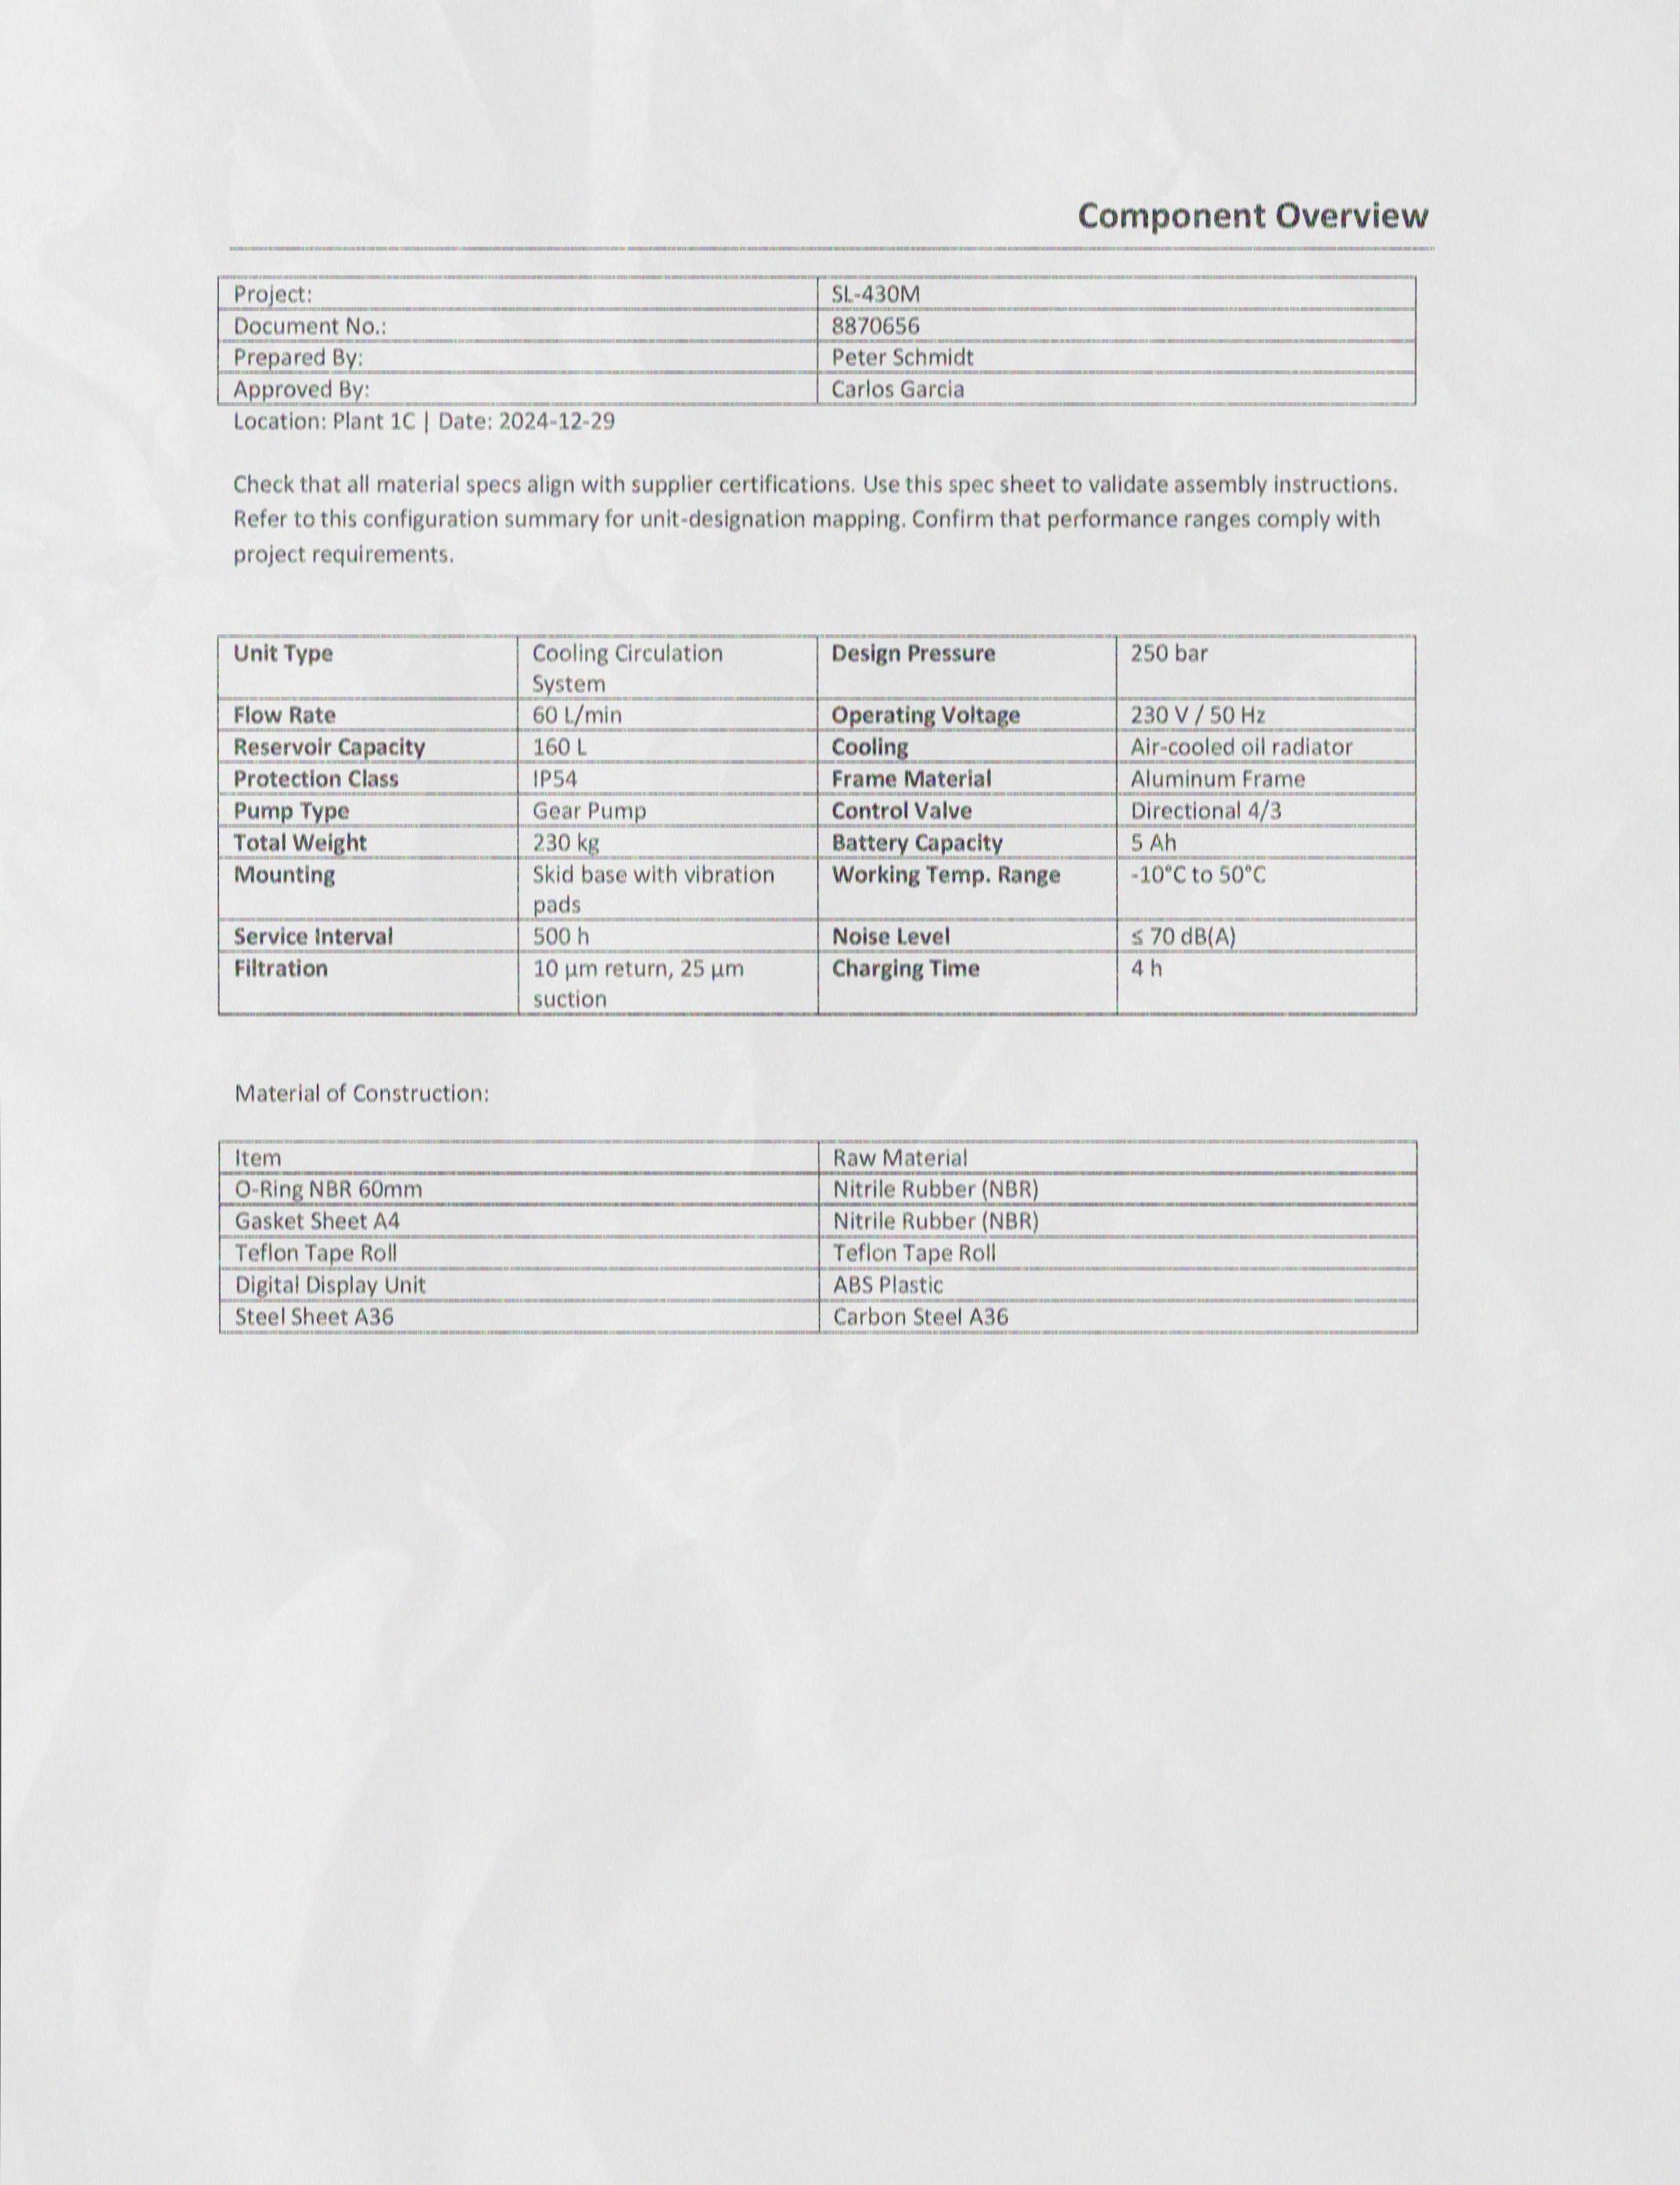 Component Overview
Project: SL-430M
Document No.: 8870656
Prepared By: Peter Schmidt
Approved By: Carlos Garcia
Location: Plant 1C | Date: 2024-12-29
Check that all material specs align with supplier certifications. Use this spec sheet to validate assembly instructions.
Refer to this configuration summary for unit-designation mapping. Confirm that performance ranges comply with
project requirements.
Unit Type Cooling Circulation Design Pressure 250 bar
System
Flow Rate 60 L/min Operating Voltage 230 V / 50 Hz
Reservoir Capacity 160 L Cooling Air-cooled oil radiator
Protection Class IP54 Frame Material Aluminum Frame
Pump Type Gear Pump Control Valve Directional 4/3
Total Weight 230 kg Battery Capacity 5 Ah
Mounting Skid base with vibration Working Temp. Range -10°C to 50°C
pads
Service Interval 500 h Noise Level ≤ 70 dB(A)
Filtration 10 µm return, 25 µm Charging Time 4 h
suction
Material of Construction:
Item Raw Material
O-Ring NBR 60mm Nitrile Rubber (NBR)
Gasket Sheet A4 Nitrile Rubber (NBR)
Teflon Tape Roll Teflon Tape Roll
Digital Display Unit ABS Plastic
Steel Sheet A36 Carbon Steel A36